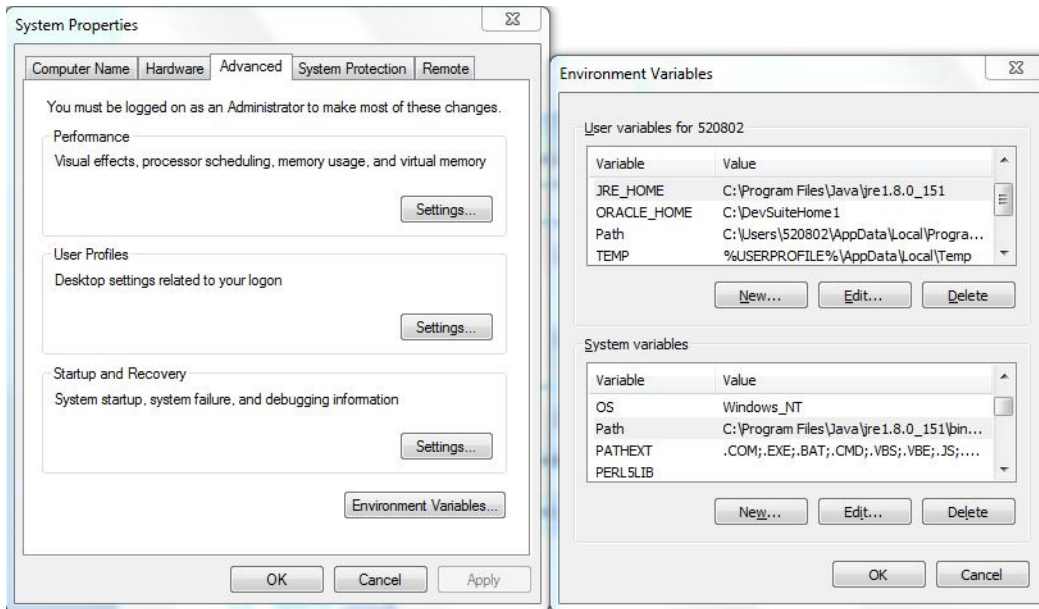 System Properties
Computer Name Hardware Advanced System Protection Remote
You must be logged on as an Administrator to make most of these changes.
Performance
Visual effects, processor scheduling, memory usage, and virtual memory
Settings...
User Profiles
Desktop settings related to your logon
Settings...
Startup and Recovery
System startup, system failure, and debugging information
Settings...
Environment Variables...
OK Cancel Apply
Environment Variables
User variables for 520802
Variable Value
JRE_HOME C:\Program Files\Java\jre1.8.0_151
ORACLE_HOME C:\DevSuiteHome1
Path C:\Users\520802\AppData\Local\Progra...
TEMP %USERPROFILE%\AppData\Local\Temp
New... Edit... Delete
System variables
Variable Value
OS Windows_NT
Path C:\Program Files\Java\jre1.8.0_151\bin...
PATHEXT .COM;.EXE;.BAT;.CMD;.VBS;.VBE;.JS;....
PERL5LIB
New... Edit... Delete
OK Cancel